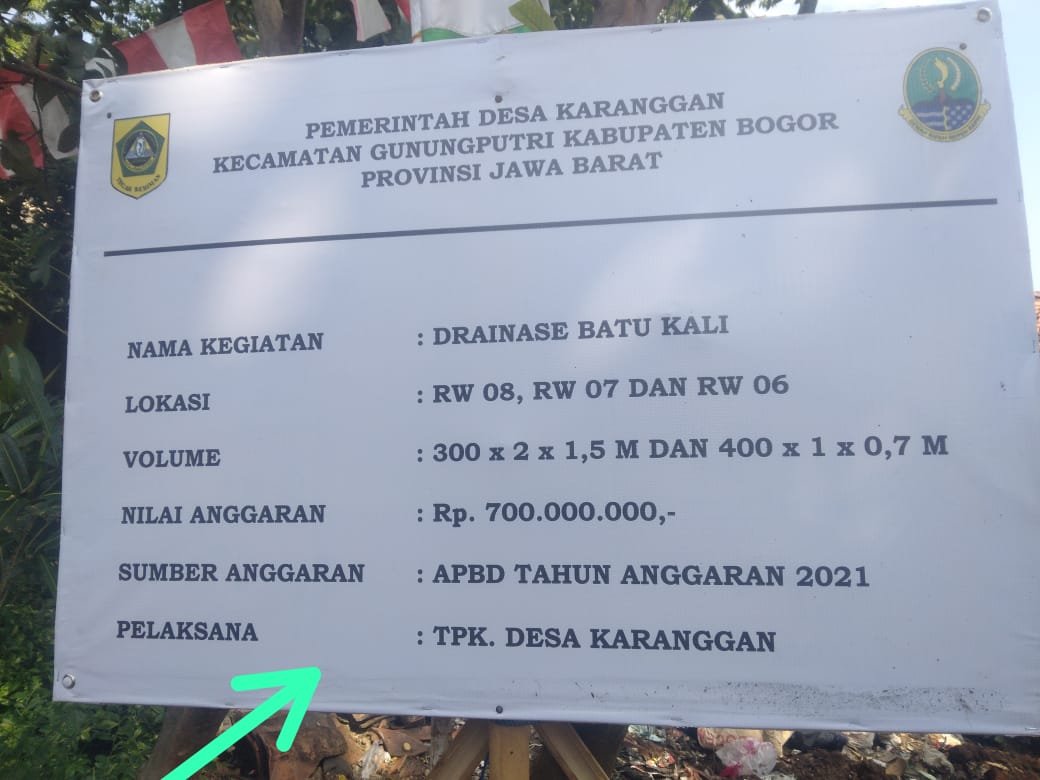 PEMERINTAH DESA KARANGGAN
KECAMATAN GUNUNGPUTRI KABUPATEN BOGOR
PROVINSI JAWA BARAT
NAMA KEGIATAN : DRAINASE BATU KALI
LOKASI : RW 08, RW 07 DAN RW 06
VOLUME : 300 x 2 x 1,5 M DAN 400 x 1 x 0,7 M
NILAI ANGGARAN : Rp. 700.000.000,-
SUMBER ANGGARAN : APBD TAHUN ANGGARAN 2021
PELAKSANA : TPK. DESA KARANGGAN